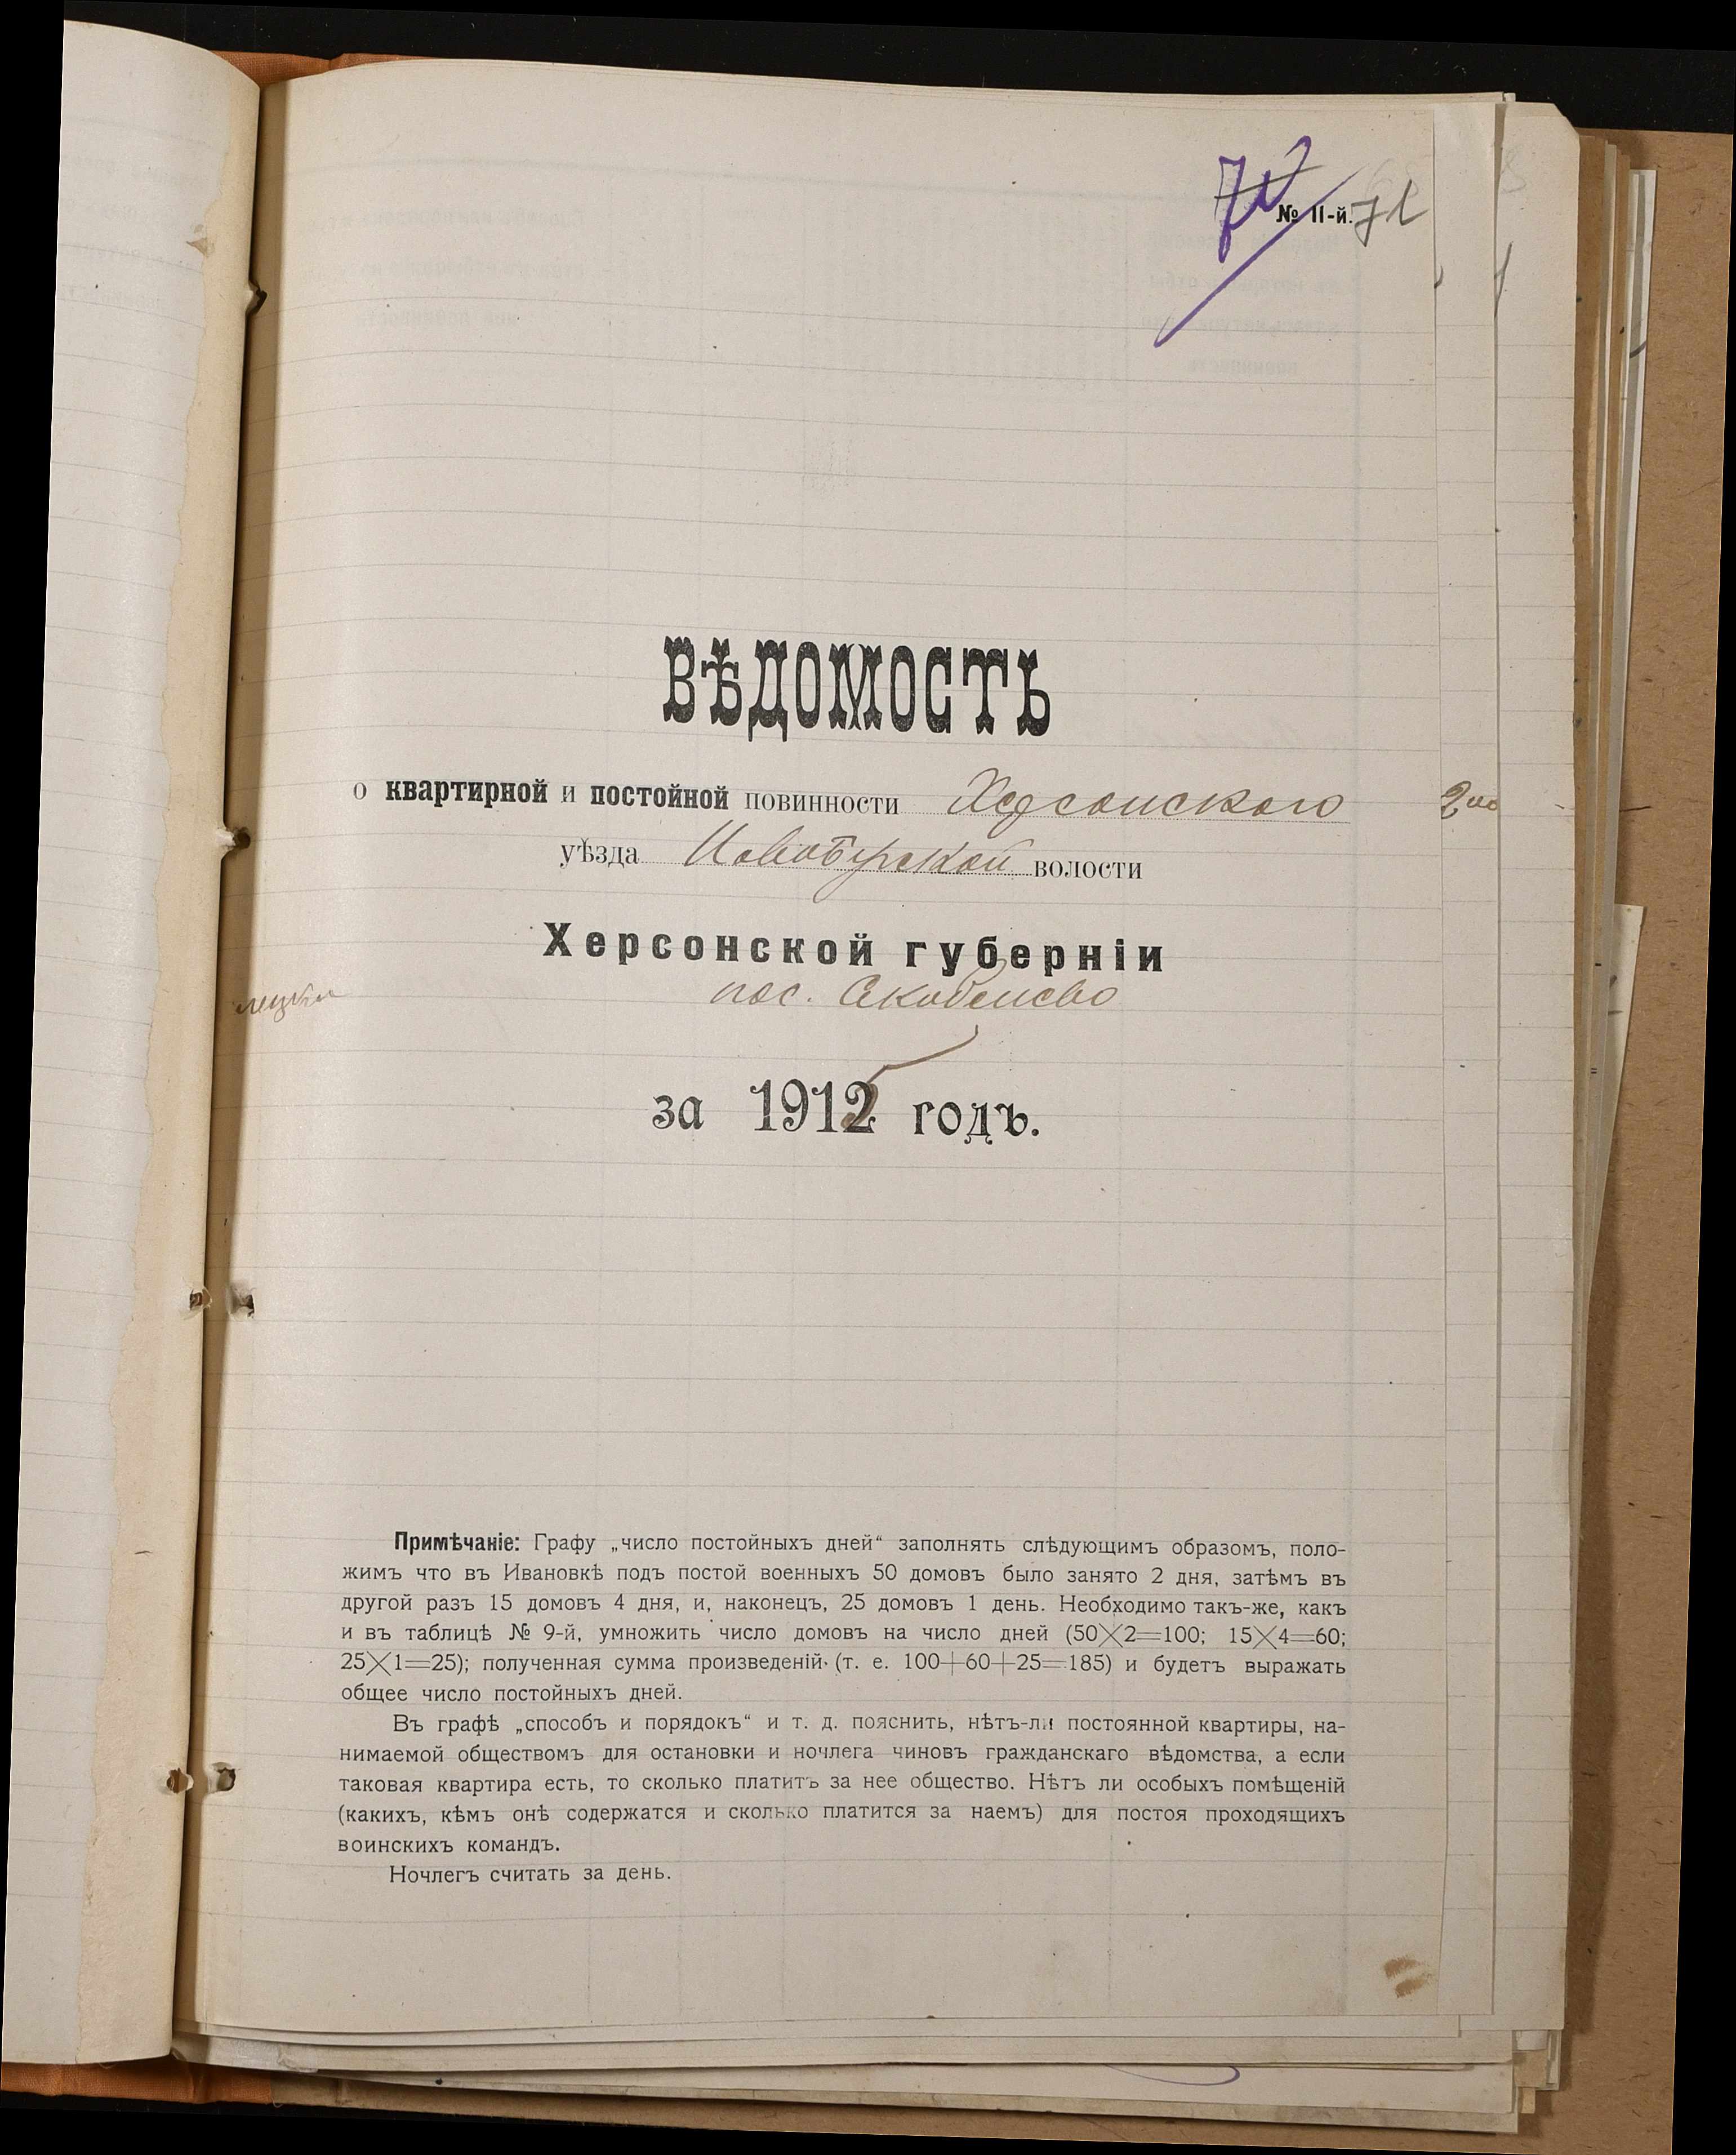 70
№ 11-й. 71
ВѢДОМОСТЬ
о квартирной и постойной повинности Херсонскаго
уѣзда Новобугской волости
Херсонской губерніи
пос.
за 1915 годъ.
Примѣчаніе: Графу „число постойныхъ дней“ заполнять слѣдующимъ образомъ, поло-
жимъ что въ Ивановкѣ подъ постой военныхъ 50 домовъ было занято 2 дня, затѣмъ въ
другой разъ 15 домовъ 4 дня, и, наконецъ, 25 домовъ 1 день. Необходимо такъ-же, какъ
и въ таблицѣ № 9-й, умножить число домовъ на число дней (50×2=100; 15×4=60;
25×1=25); полученная сумма произведеній (т. е. 100+60+25=185) и будетъ выражать
общее число постойныхъ дней.
Въ графѣ „способъ и порядокъ“ и т. д. пояснить, нѣтъ-ли постоянной квартиры, на-
нимаемой обществомъ для остановки и ночлега чиновъ гражданскаго вѣдомства, а если
таковая квартира есть, то сколько платитъ за нее общество. Нѣтъ ли особыхъ помѣщеній
(какихъ, кѣмъ онѣ содержатся и сколько платится за наемъ) для постоя проходящихъ
воинскихъ командъ.
Ночлегъ считать за день.